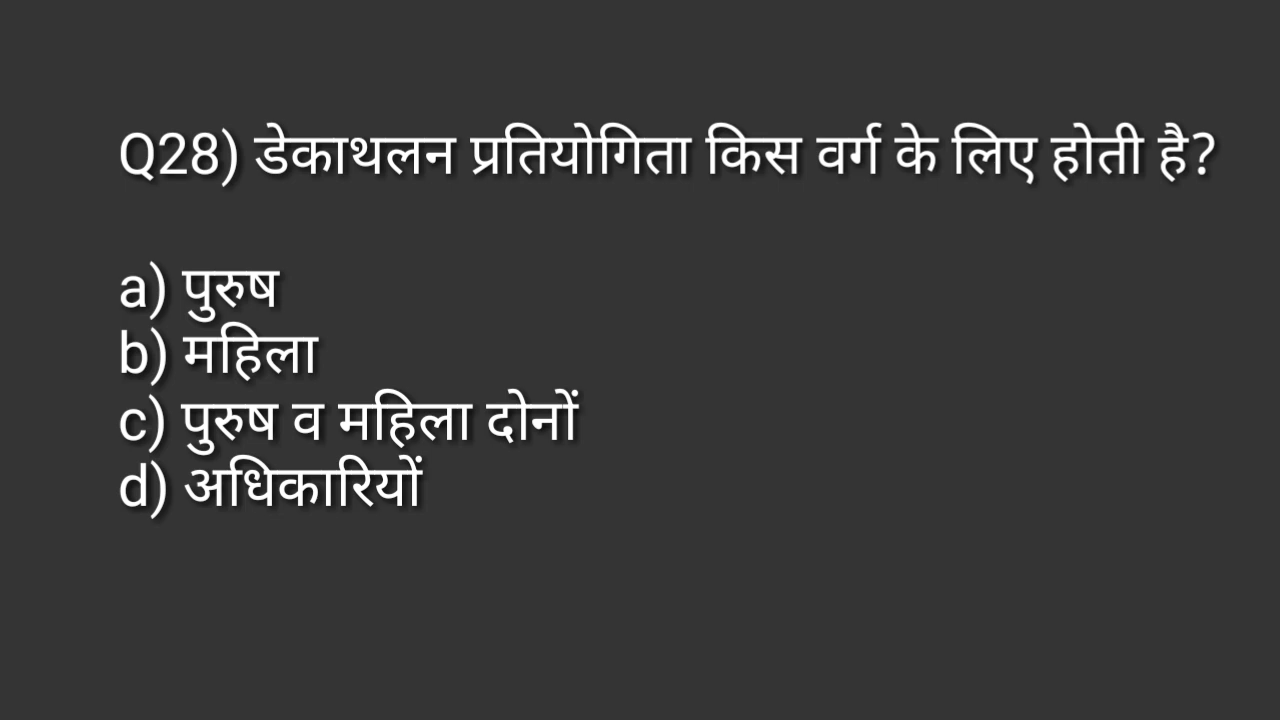 Q28) डेकाथलन प्रतियोगिता किस वर्ग के लिए होती है?
a) पुरुष
b) महिला
c) पुरुष व महिला दोनों
d) अधिकारियों